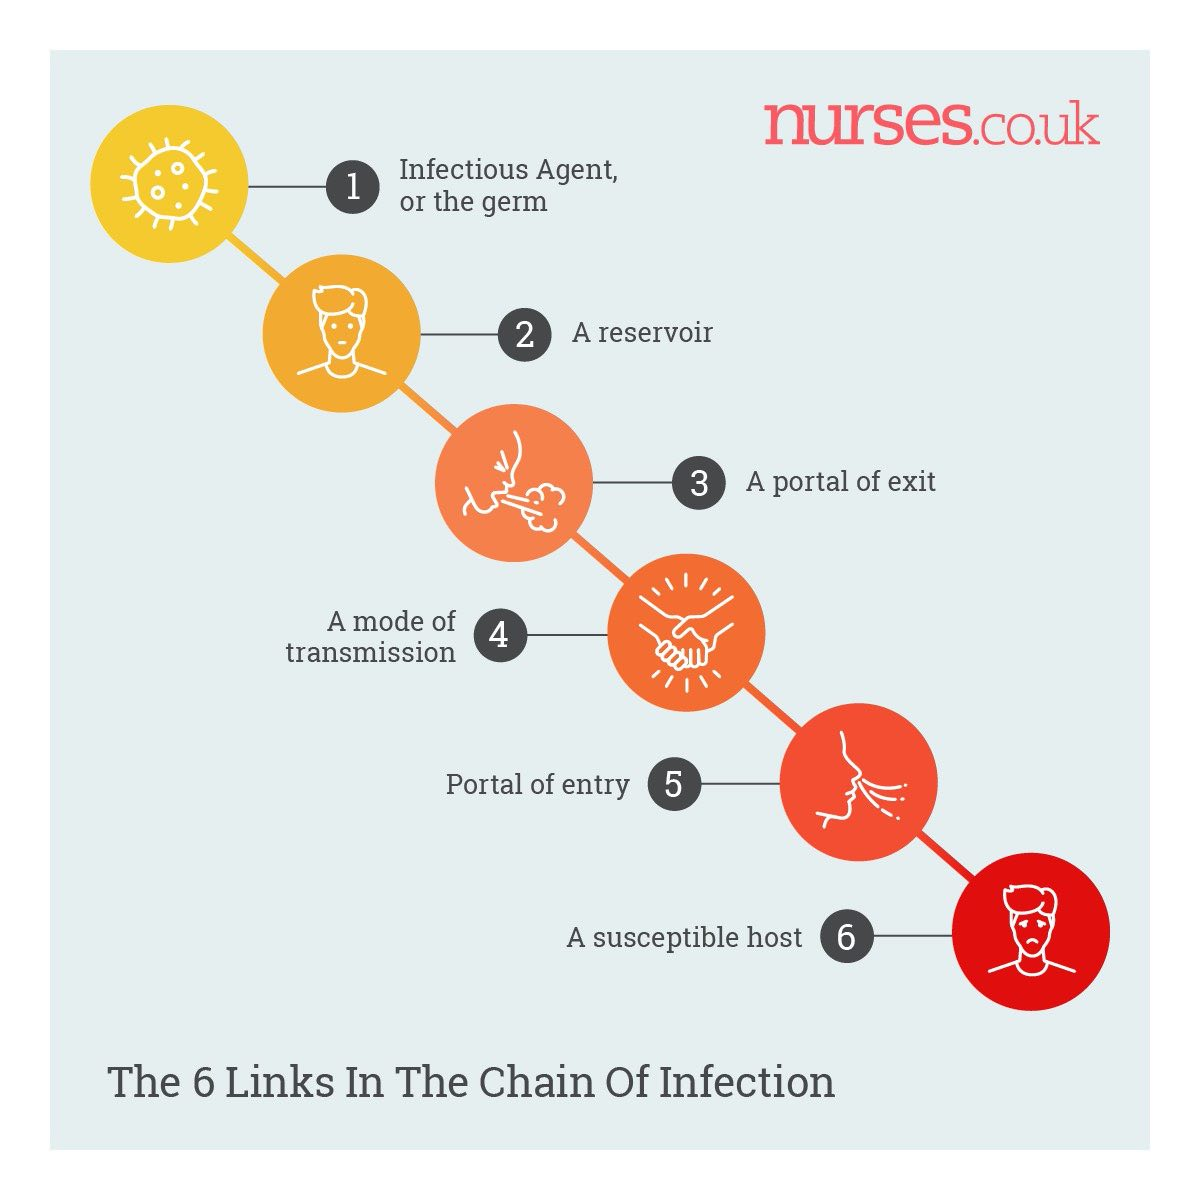 nurses.co.uk
1
Infectious Agent,
or the germ
2
A reservoir
3
A portal of exit
A mode of
transmission
4
Portal of entry
5
A susceptible host
6
The 6 Links In The Chain Of Infection